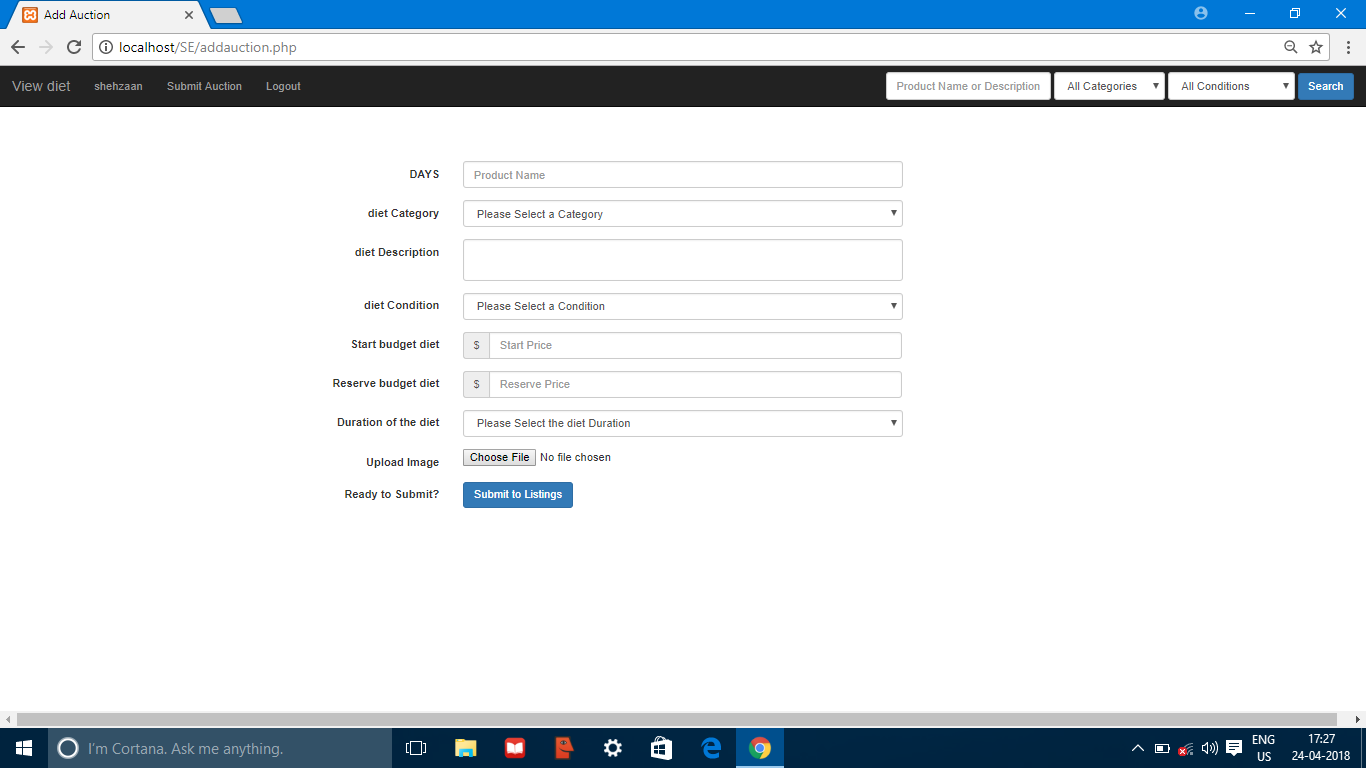 Add Auction
localhost/SE/addauction.php
View diet shehzaan Submit Auction Logout Product Name or Description All Categories All Conditions Search
DAYS Product Name
diet Category Please Select a Category
diet Description
diet Condition Please Select a Condition
Start budget diet $ Start Price
Reserve budget diet $ Reserve Price
Duration of the diet Please Select the diet Duration
Upload Image Choose File No file chosen
Ready to Submit? Submit to Listings
I'm Cortana. Ask me anything.
ENG
US
17:27
24-04-2018